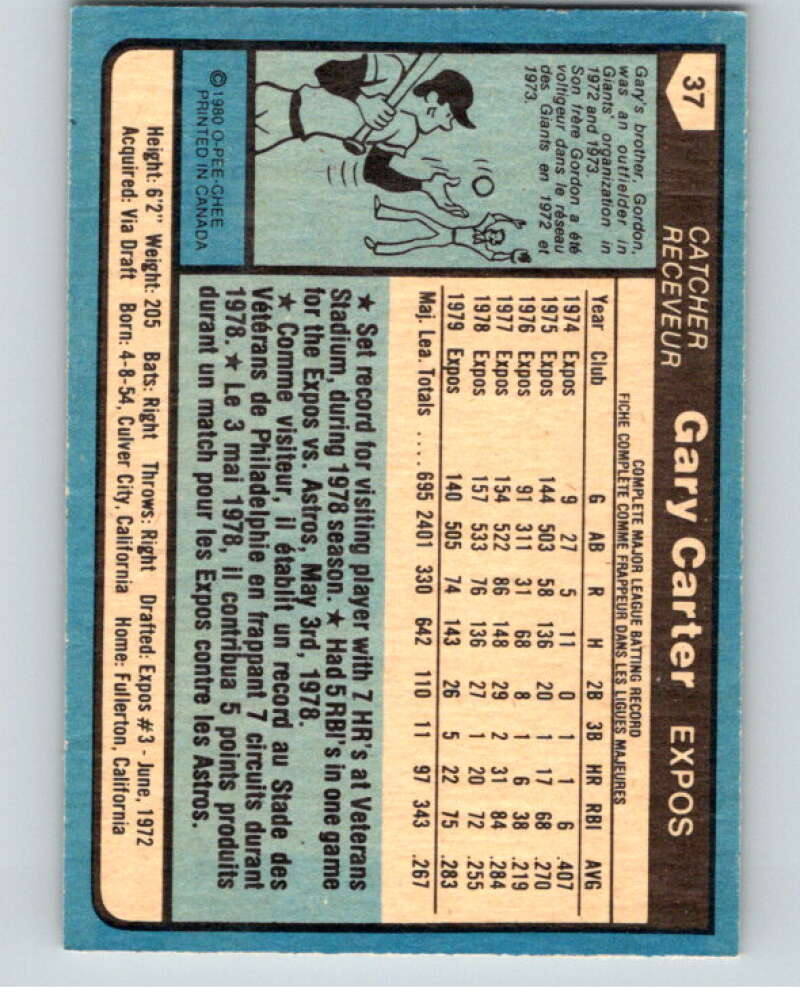 37
CATCHER
RECEVEUR
Gary Carter EXPOS
Gary's brother, Gordon,
was an outfielder in
Giants' organization in
1972 and 1973.
Son frère Gordon a été
voltigeur dans le réseau
des Giants en 1972 et
1973.
© 1980 O-PEE-CHEE
PRINTED IN CANADA
COMPLETE MAJOR LEAGUE BATTING RECORD
FICHE COMPLÈTE COMME FRAPPEUR DANS LES LIGUES MAJEURES
Year Club G AB R H 2B 3B HR RBI AVG
1974 Expos 9 27 5 11 0 1 1 6 .407
1975 Expos 144 503 58 136 20 1 17 68 .270
1976 Expos 91 311 31 68 8 1 6 38 .219
1977 Expos 154 522 86 148 29 2 31 84 .284
1978 Expos 157 533 76 136 27 1 20 72 .255
1979 Expos 140 505 74 143 26 5 22 75 .283
Maj. Lea. Totals .... 695 2401 330 642 110 11 97 343 .267
★ Set record for visiting player with 7 HR's at Veterans
Stadium, during 1978 season. ★ Had 5 RBI's in one game
for the Expos vs. Astros, May 3rd, 1978.
★ Comme visiteur, il établit un record au Stade des
Vétérans de Philadelphie en frappant 7 circuits durant
1978. ★ Le 3 mai 1978, il contribua 5 points produits
durant un match pour les Expos contre les Astros.
Height: 6'2" Weight: 205 Bats: Right Throws: Right Drafted: Expos #3 - June, 1972
Acquired: Via Draft Born: 4-8-54, Culver City, California Home: Fullerton, California